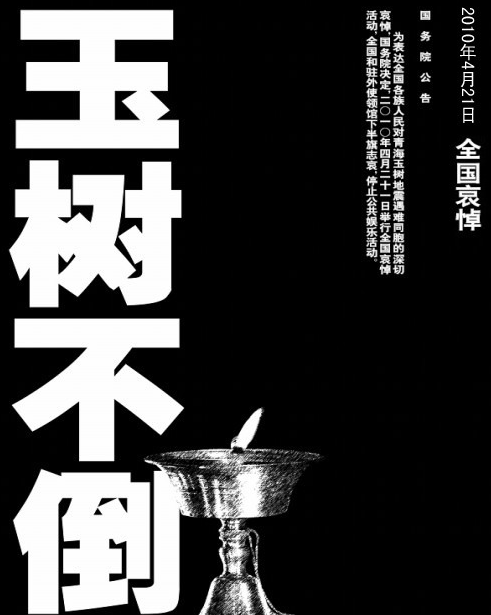 2010年4月21日 全国哀悼
国务院公告
为表达全国各族人民对青海玉树地震遇难同胞的深切
哀悼，国务院决定，二〇一〇年四月二十一日举行全国哀悼
活动，全国和驻外使领馆下半旗志哀，停止公共娱乐活动。
玉树不倒